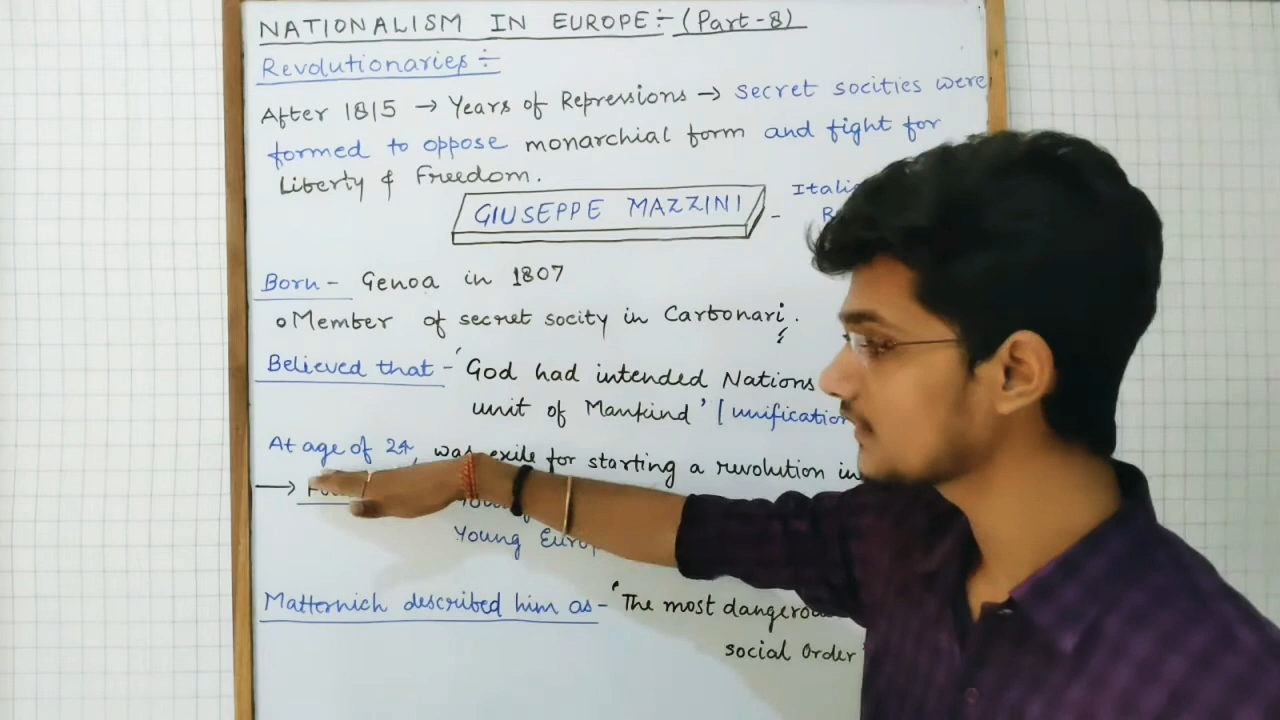 NATIONALISM IN EUROPE:- (Part-8)
Revolutionaries :-
After 1815 → Years of Repressions → secret socities were
formed to oppose monarchial form and fight for
Liberty & Freedom.
GIUSEPPE MAZZINI -
Born - Genoa in 1807
o Member of secret socity in Carbonari.
Believed that - 'God had intended Nations
unit of Mankind' [unification
At age of 24, was exile for starting a revolution in
→
Young
Matternich described him as - 'The most
social Order'